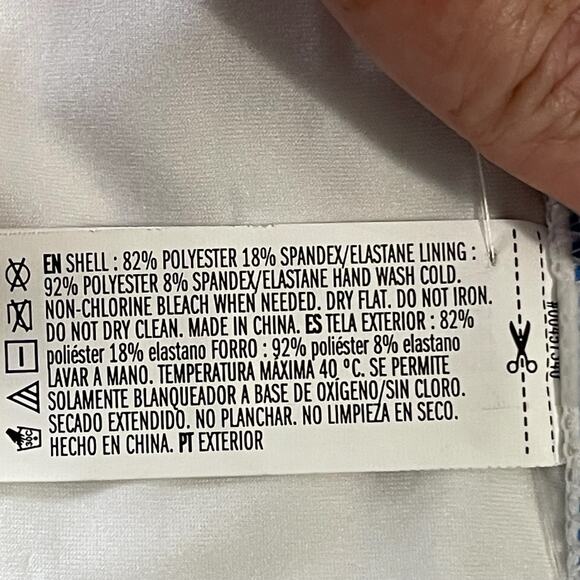 EN SHELL : 82% POLYESTER 18% SPANDEX/ELASTANE LINING :
92% POLYESTER 8% SPANDEX/ELASTANE HAND WASH COLD.
NON-CHLORINE BLEACH WHEN NEEDED. DRY FLAT. DO NOT IRON.
DO NOT DRY CLEAN. MADE IN CHINA. ES TELA EXTERIOR : 82%
poliéster 18% elastano FORRO : 92% poliéster 8% elastano
LAVAR A MANO. TEMPERATURA MÁXIMA 40 °C. SE PERMITE
SOLAMENTE BLANQUEADOR A BASE DE OXÍGENO/SIN CLORO.
SECADO EXTENDIDO. NO PLANCHAR. NO LIMPIEZA EN SECO.
HECHO EN CHINA. PT EXTERIOR
30C